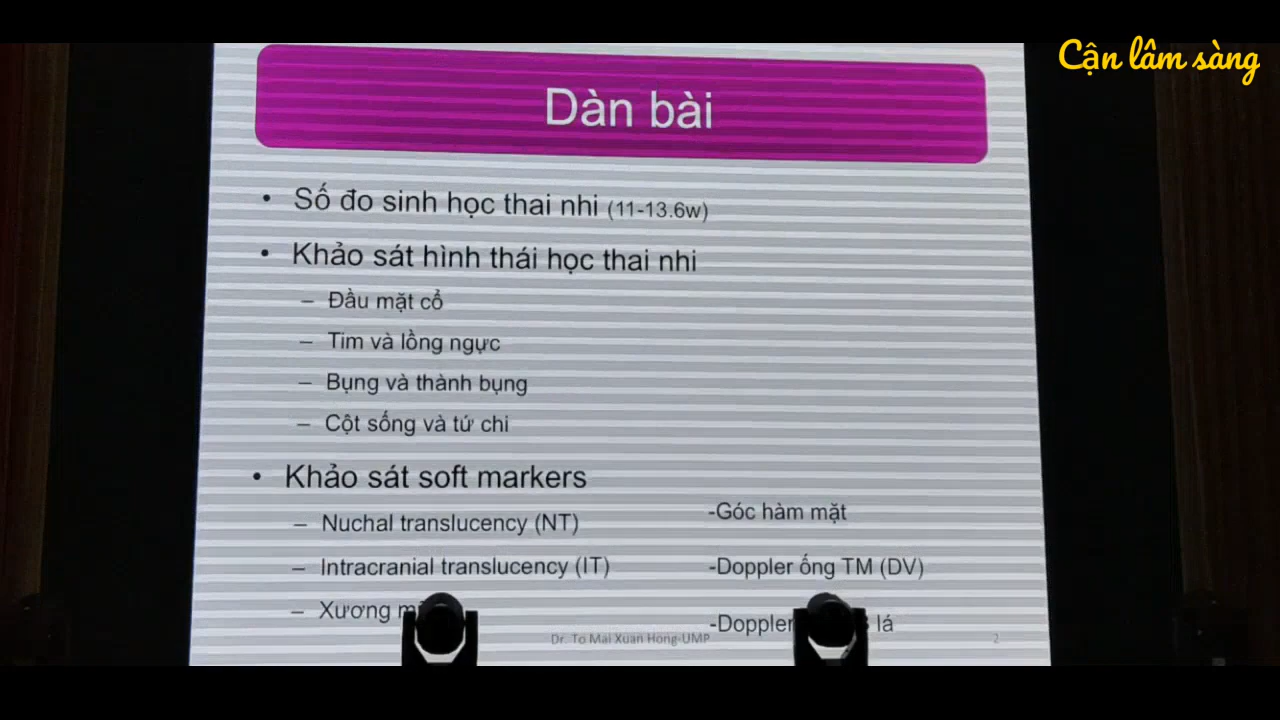 Cận lâm sàng
Dàn bài
• Số đo sinh học thai nhi (11-13.6w)
• Khảo sát hình thái học thai nhi
– Đầu mặt cổ
– Tim và lồng ngực
– Bụng và thành bụng
– Cột sống và tứ chi
• Khảo sát soft markers
– Nuchal translucency (NT)
– Intracranial translucency (IT)
– Xương
-Góc hàm mặt
-Doppler ống TM (DV)
-Doppler lá
Dr. To Mai Xuan Hong-UMP
2